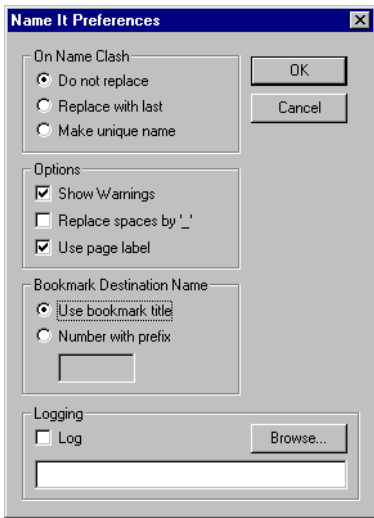 Name It Preferences
On Name Clash
Do not replace
Replace with last
Make unique name
OK
Cancel
Options
Show Warnings
Replace spaces by '_'
Use page label
Bookmark Destination Name
Use bookmark title
Number with prefix
Logging
Log
Browse...